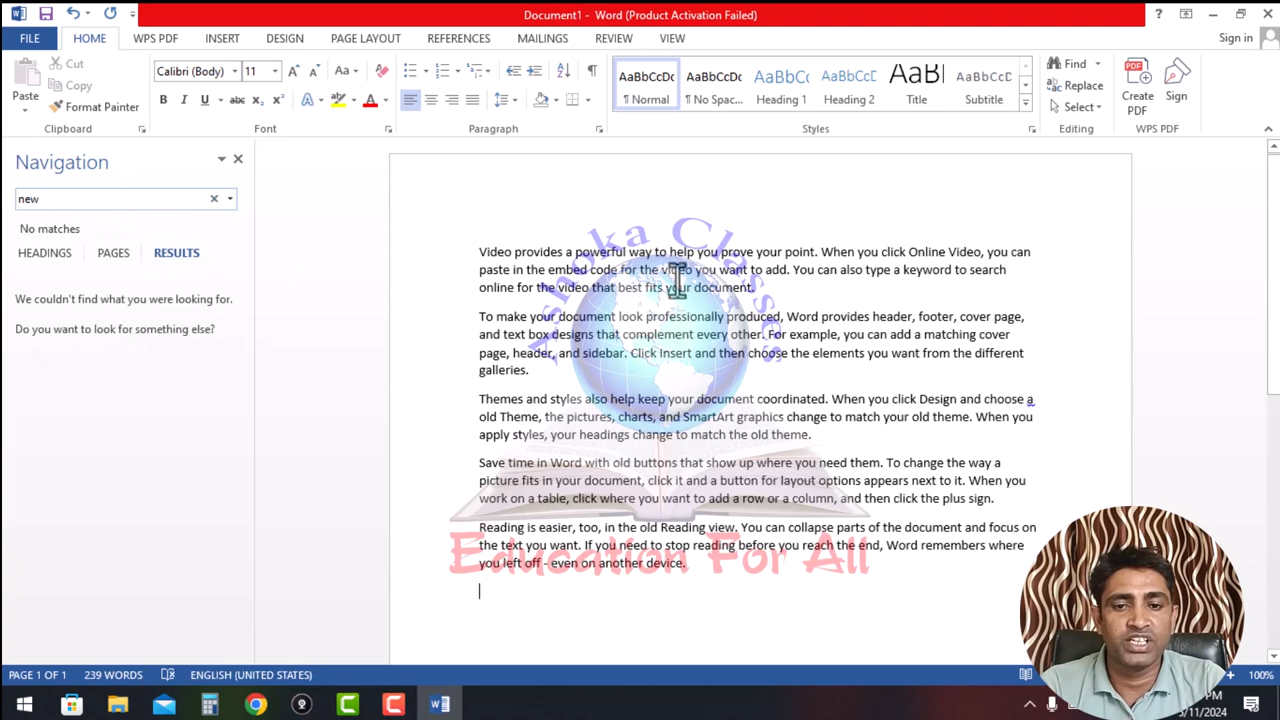 Document1 - Word (Product Activation Failed)
Sign in
FILE HOME WPS PDF INSERT DESIGN PAGE LAYOUT REFERENCES MAILINGS REVIEW VIEW
Paste
Cut
Copy
Format Painter
Clipboard
Calibri (Body) 11
Font
Paragraph
AaBbCcDc AaBbCcDc AaBbCc AaBbCcD AaBl AaBbCcD
¶ Normal ¶ No Spac... Heading 1 Heading 2 Title Subtitle
Styles
Find
Replace
Select
Editing
Create PDF
Sign
WPS PDF
Navigation
new
No matches
HEADINGS PAGES RESULTS
We couldn't find what you were looking for.
Do you want to look for something else?
Ashoka Classes
Video provides a powerful way to help you prove your point. When you click Online Video, you can
paste in the embed code for the video you want to add. You can also type a keyword to search
online for the video that best fits your document.
To make your document look professionally produced, Word provides header, footer, cover page,
and text box designs that complement every other. For example, you can add a matching cover
page, header, and sidebar. Click Insert and then choose the elements you want from the different
galleries.
Themes and styles also help keep your document coordinated. When you click Design and choose a
old Theme, the pictures, charts, and SmartArt graphics change to match your old theme. When you
apply styles, your headings change to match the old theme.
Save time in Word with old buttons that show up where you need them. To change the way a
picture fits in your document, click it and a button for layout options appears next to it. When you
work on a table, click where you want to add a row or a column, and then click the plus sign.
Reading is easier, too, in the old Reading view. You can collapse parts of the document and focus on
the text you want. If you need to stop reading before you reach the end, Word remembers where
you left off - even on another device.
Education For All
PAGE 1 OF 1 239 WORDS ENGLISH (UNITED STATES) 100%
PM
/11/2024